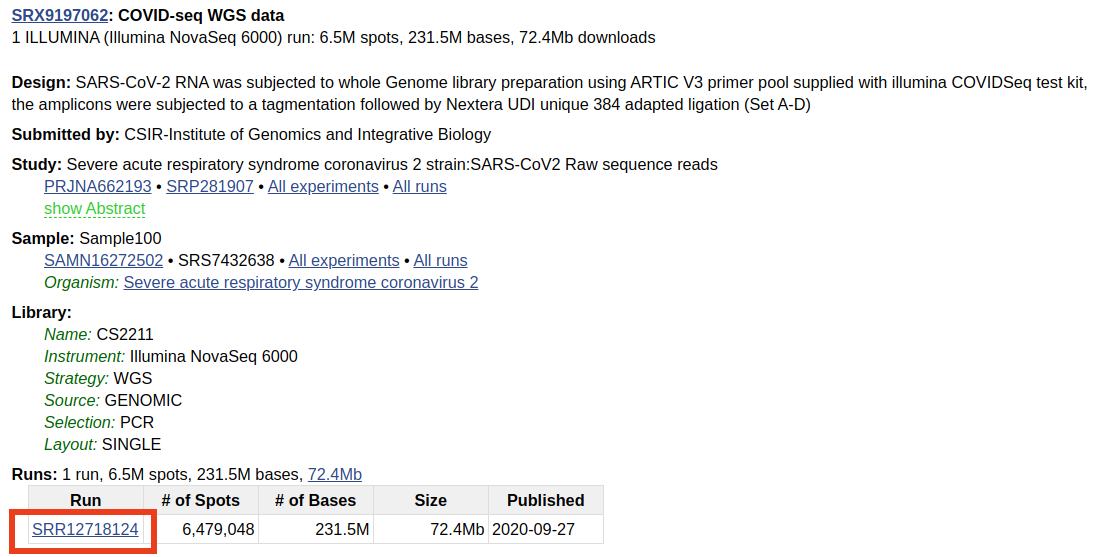 SRX9197062: COVID-seq WGS data
1 ILLUMINA (Illumina NovaSeq 6000) run: 6.5M spots, 231.5M bases, 72.4Mb downloads
Design: SARS-CoV-2 RNA was subjected to whole Genome library preparation using ARTIC V3 primer pool supplied with illumina COVIDSeq test kit,
the amplicons were subjected to a tagmentation followed by Nextera UDI unique 384 adapted ligation (Set A-D)
Submitted by: CSIR-Institute of Genomics and Integrative Biology
Study: Severe acute respiratory syndrome coronavirus 2 strain:SARS-CoV2 Raw sequence reads
PRJNA662193 • SRP281907 • All experiments • All runs
show Abstract
Sample: Sample100
SAMN16272502 • SRS7432638 • All experiments • All runs
Organism: Severe acute respiratory syndrome coronavirus 2
Library:
Name: CS2211
Instrument: Illumina NovaSeq 6000
Strategy: WGS
Source: GENOMIC
Selection: PCR
Layout: SINGLE
Runs: 1 run, 6.5M spots, 231.5M bases, 72.4Mb
Run # of Spots # of Bases Size Published
SRR12718124 6,479,048 231.5M 72.4Mb 2020-09-27